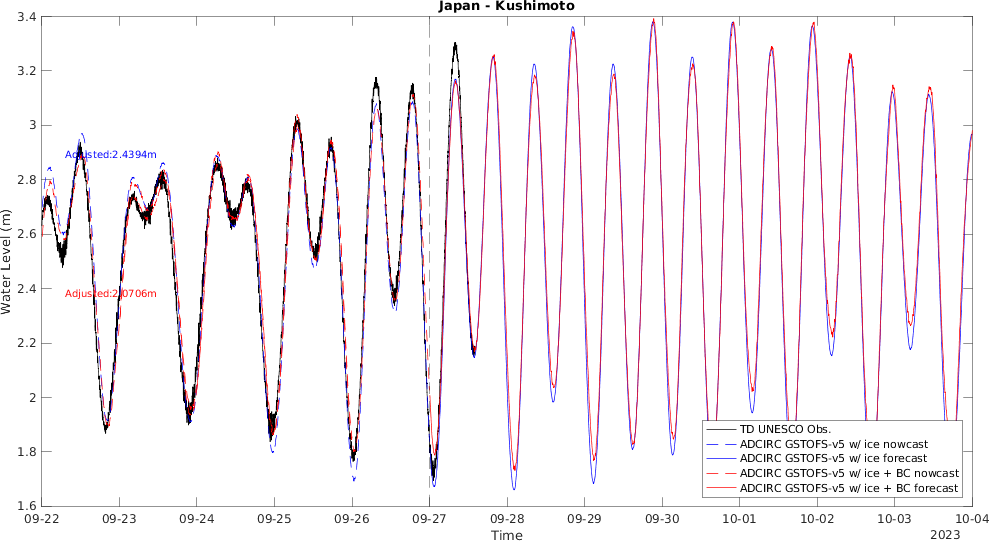 Japan - Kushimoto
3.4
3.2
3
2.8
2.6
2.4
2.2
2
1.8
1.6
Water Level (m)
Adjusted:2.4394m
Adjusted:2.0706m
TD UNESCO Obs.
ADCIRC GSTOFS-v5 w/ ice nowcast
ADCIRC GSTOFS-v5 w/ ice forecast
ADCIRC GSTOFS-v5 w/ ice + BC nowcast
ADCIRC GSTOFS-v5 w/ ice + BC forecast
09-22 09-23 09-24 09-25 09-26 09-27 09-28 09-29 09-30 10-01 10-02 10-03 10-04
Time
2023